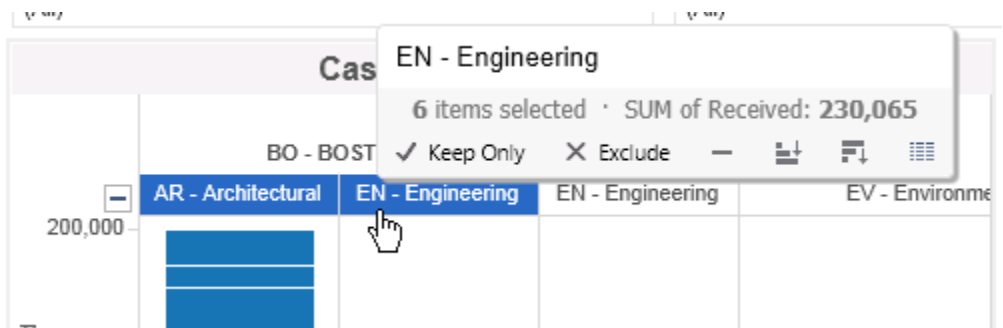 Cas
EN - Engineering
6 items selected · SUM of Received: 230,065
BO - BOST
Keep Only Exclude
AR - Architectural EN - Engineering EN - Engineering EV - Environme
200,000